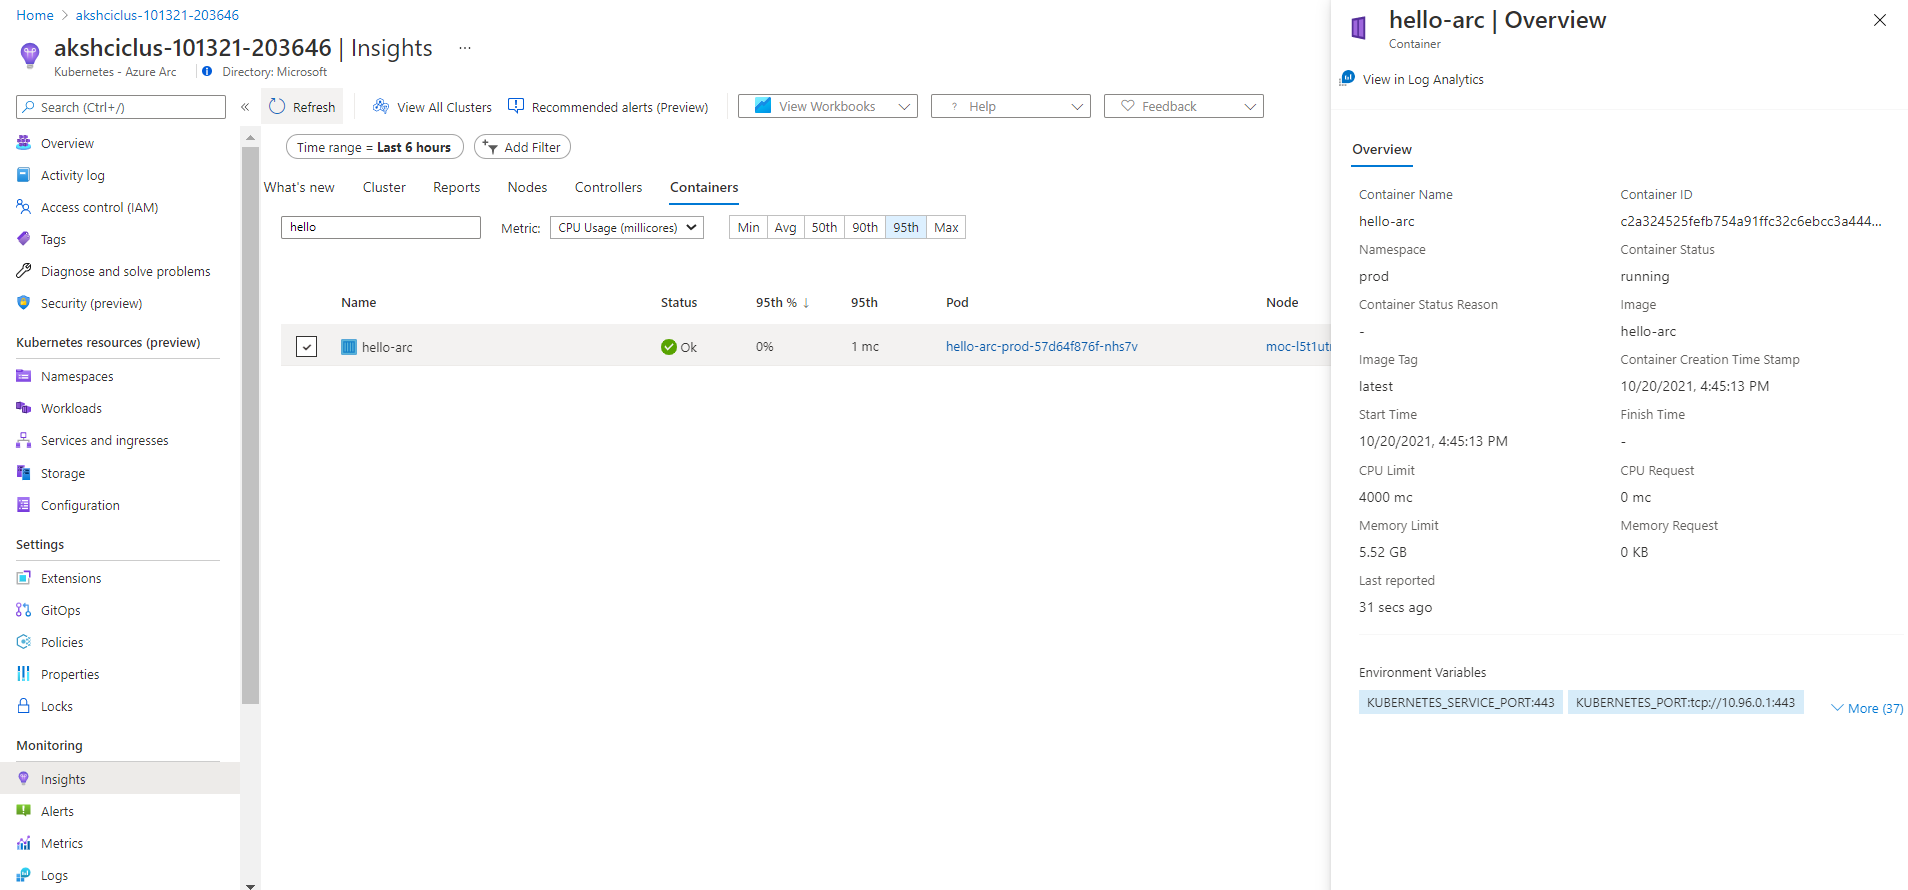 Home > akshciclus-101321-203646
akshciclus-101321-203646 | Insights ...
Kubernetes - Azure Arc Directory: Microsoft
Search (Ctrl+/)
«
Overview
Activity log
Access control (IAM)
Tags
Diagnose and solve problems
Security (preview)
Kubernetes resources (preview)
Namespaces
Workloads
Services and ingresses
Storage
Configuration
Settings
Extensions
GitOps
Policies
Properties
Locks
Monitoring
Insights
Alerts
Metrics
Logs
Refresh View All Clusters Recommended alerts (Preview) View Workbooks ? Help Feedback
Time range = Last 6 hours Add Filter
What's new Cluster Reports Nodes Controllers Containers
hello Metric: CPU Usage (millicores) Min Avg 50th 90th 95th Max
Name Status 95th % ↓ 95th Pod Node
hello-arc Ok 0% 1 mc hello-arc-prod-57d64f876f-nhs7v
hello-arc | Overview
Container
View in Log Analytics
Overview
Container Name Container ID
hello-arc c2a324525fefb754a91ffc32c6ebcc3a444...
Namespace Container Status
prod running
Container Status Reason Image
- hello-arc
Image Tag Container Creation Time Stamp
latest 10/20/2021, 4:45:13 PM
Start Time Finish Time
10/20/2021, 4:45:13 PM -
CPU Limit CPU Request
4000 mc 0 mc
Memory Limit Memory Request
5.52 GB 0 KB
Last reported
31 secs ago
Environment Variables
KUBERNETES_SERVICE_PORT:443 KUBERNETES_PORT:tcp://10.96.0.1:443 More (37)